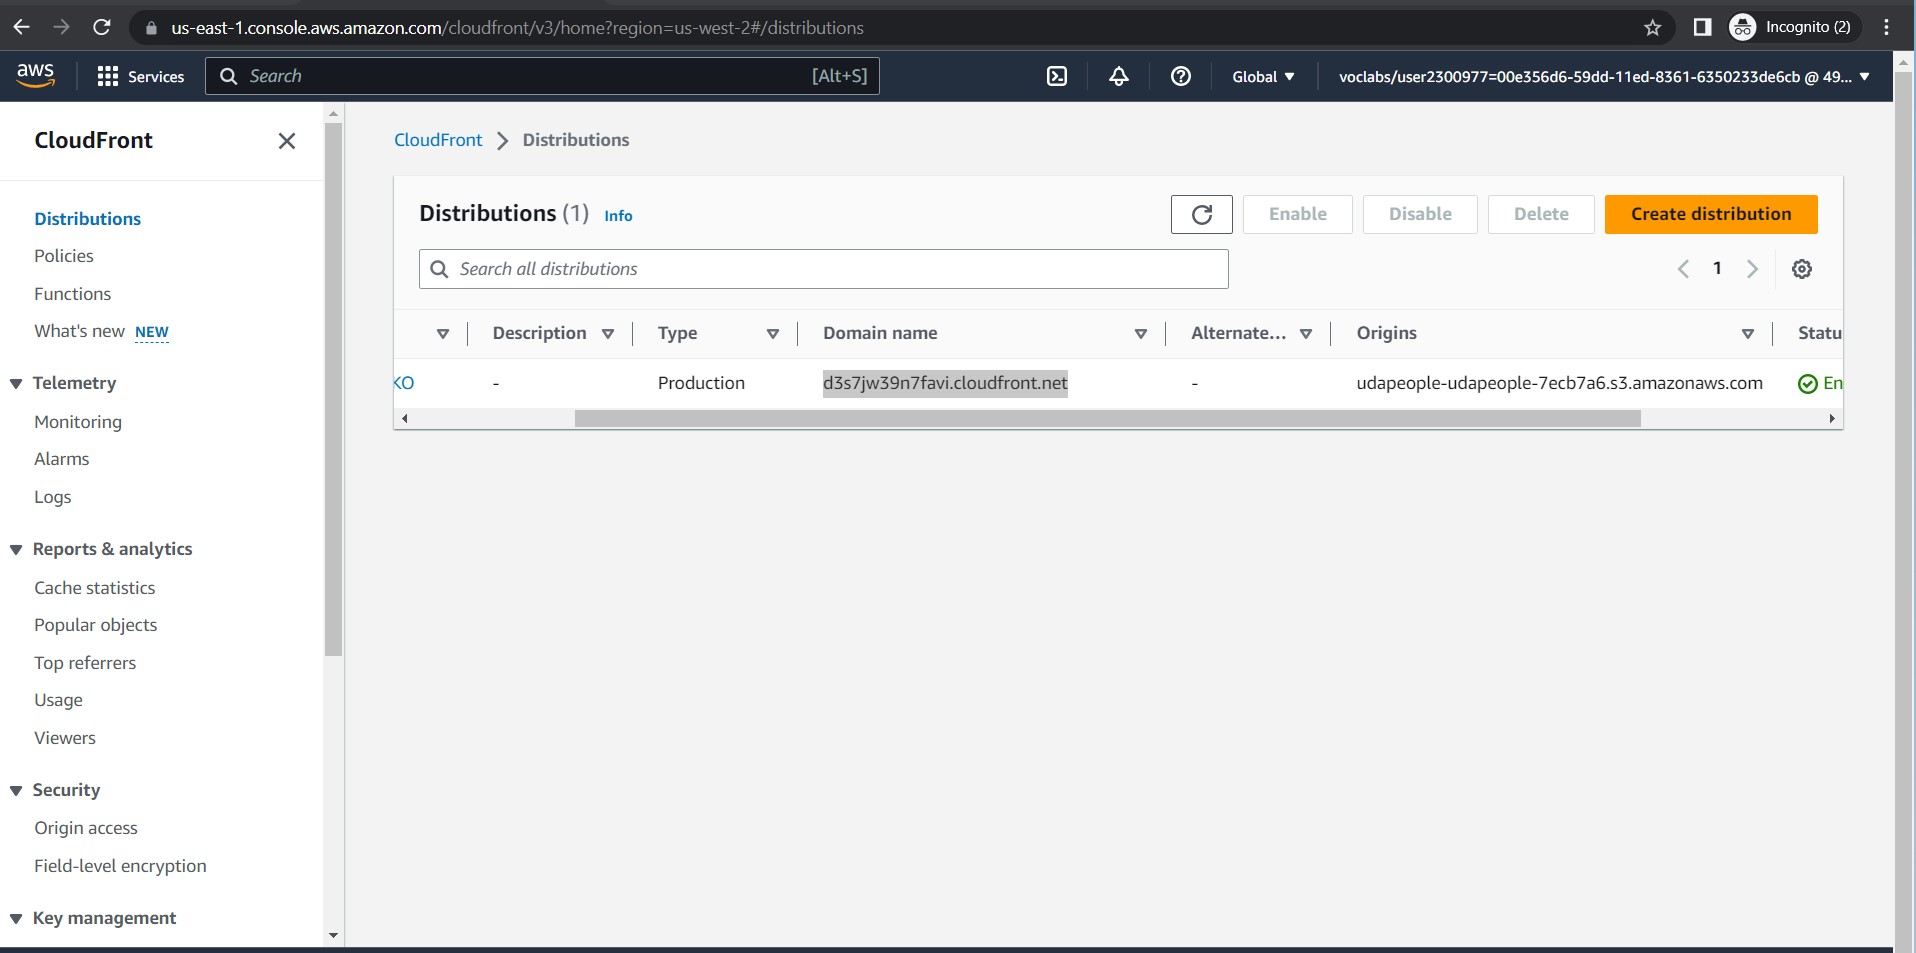 us-east-1.console.aws.amazon.com/cloudfront/v3/home?region=us-west-2#/distributions
Incognito (2)
aws
Services
Search
[Alt+S]
Global
voclabs/user2300977=00e356d6-59dd-11ed-8361-6350233de6cb @ 49...
CloudFront
Distributions
Policies
Functions
What's new NEW
Telemetry
Monitoring
Alarms
Logs
Reports & analytics
Cache statistics
Popular objects
Top referrers
Usage
Viewers
Security
Origin access
Field-level encryption
Key management
CloudFront
Distributions
Distributions (1) Info
Enable
Disable
Delete
Create distribution
Search all distributions
1
Description
Type
Domain name
Alternate...
Origins
Statu
KO
-
Production
d3s7jw39n7favi.cloudfront.net
-
udapeople-udapeople-7ecb7a6.s3.amazonaws.com
En